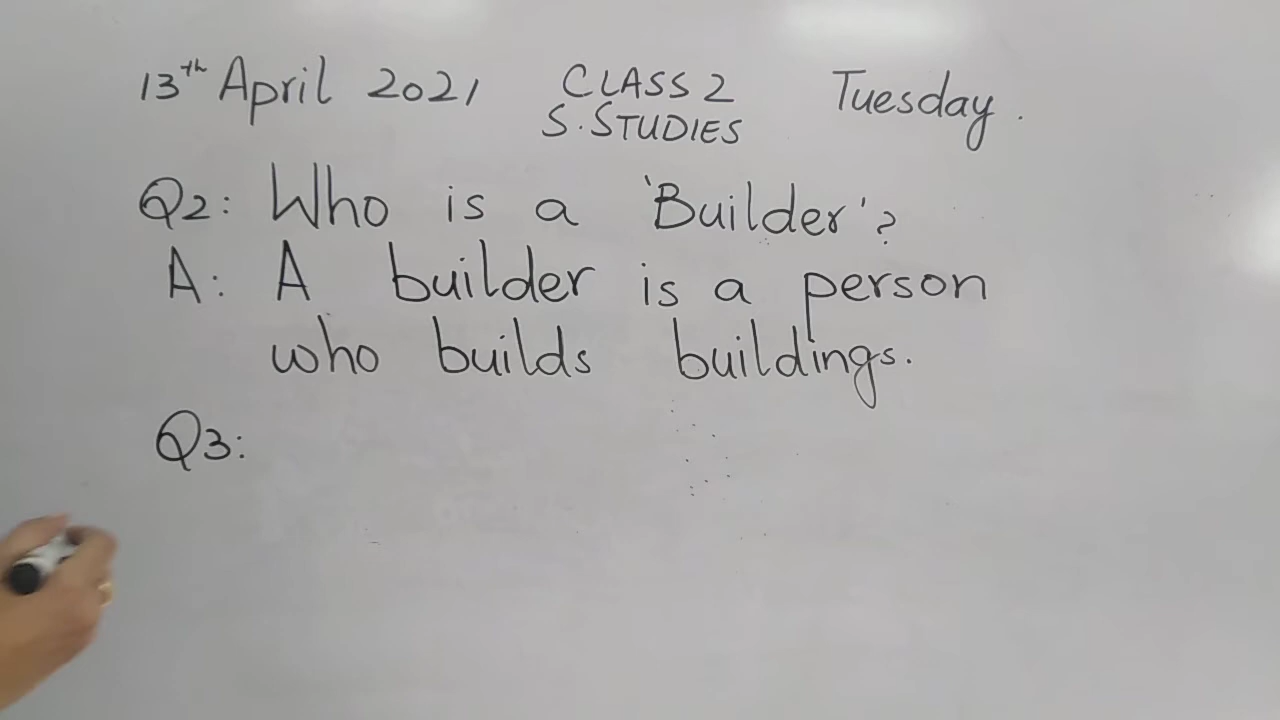 13th April 2021 CLASS 2 Tuesday.
S. STUDIES
Q2: Who is a 'Builder'?
A: A builder is a person
who builds buildings.
Q3: